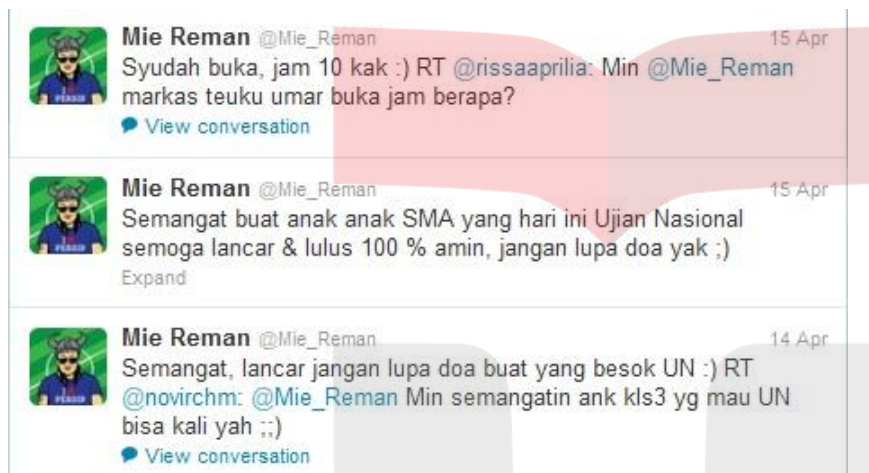 Mie Reman @Mie_Reman 15 Apr
Syudah buka, jam 10 kak :) RT @rissaaprilia: Min @Mie_Reman
markas teuku umar buka jam berapa?
View conversation
Mie Reman @Mie_Reman 15 Apr
Semangat buat anak anak SMA yang hari ini Ujian Nasional
semoga lancar & lulus 100 % amin, jangan lupa doa yak ;)
Expand
Mie Reman @Mie_Reman 14 Apr
Semangat, lancar jangan lupa doa buat yang besok UN :) RT
@novirchm: @Mie_Reman Min semangatin ank kls3 yg mau UN
bisa kali yah ;;)
View conversation